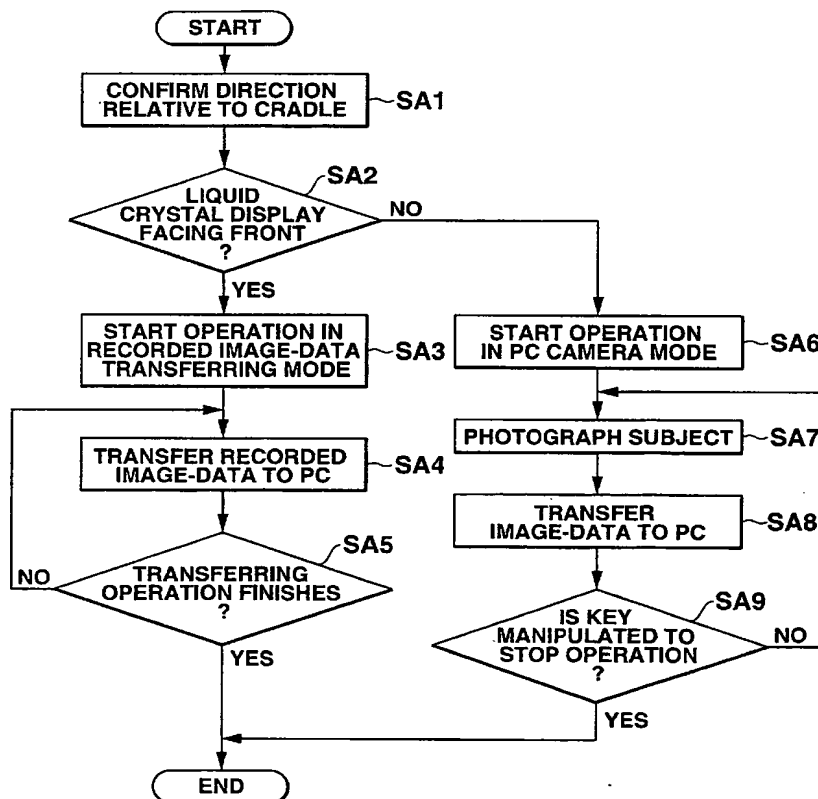 START
CONFIRM DIRECTION
RELATIVE TO CRADLE
SA1
SA2
LIQUID
CRYSTAL DISPLAY
FACING FRONT
?
NO
YES
START OPERATION IN
RECORDED IMAGE-DATA
TRANSFERRING MODE
SA3
TRANSFER RECORDED
IMAGE-DATA TO PC
SA4
SA5
TRANSFERRING
OPERATION FINISHES
?
NO
YES
START OPERATION
IN PC CAMERA MODE
SA6
PHOTOGRAPH SUBJECT
SA7
TRANSFER
IMAGE-DATA TO PC
SA8
SA9
IS KEY
MANIPULATED TO
STOP OPERATION
?
NO
YES
END